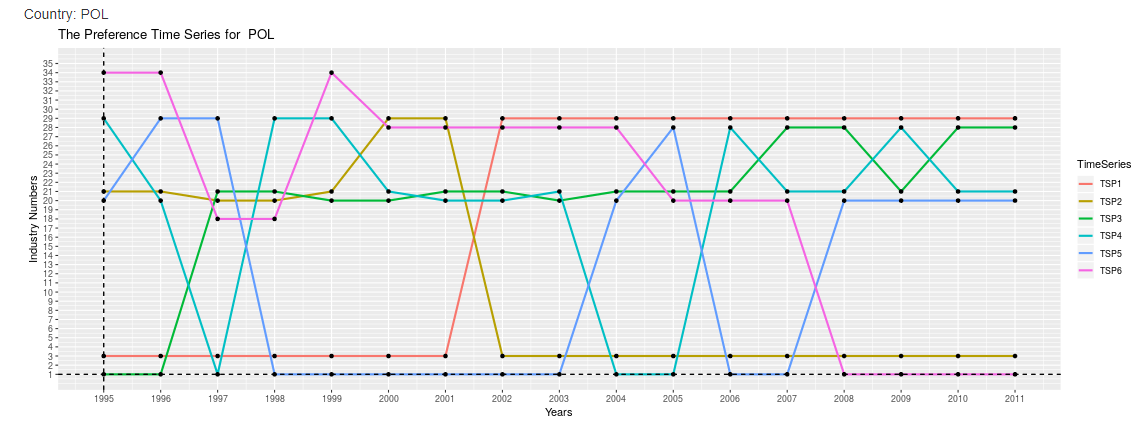 Country: POL
The Preference Time Series for POL
35
34
33
32
31
30
29
28
27
26
25
24
23
22
21
20
19
18
17
16
15
14
13
12
11
10
9
8
7
6
5
4
3
2
1
Industry Numbers
1995 1996 1997 1998 1999 2000 2001 2002 2003 2004 2005 2006 2007 2008 2009 2010 2011
Years
TimeSeries
TSP1
TSP2
TSP3
TSP4
TSP5
TSP6